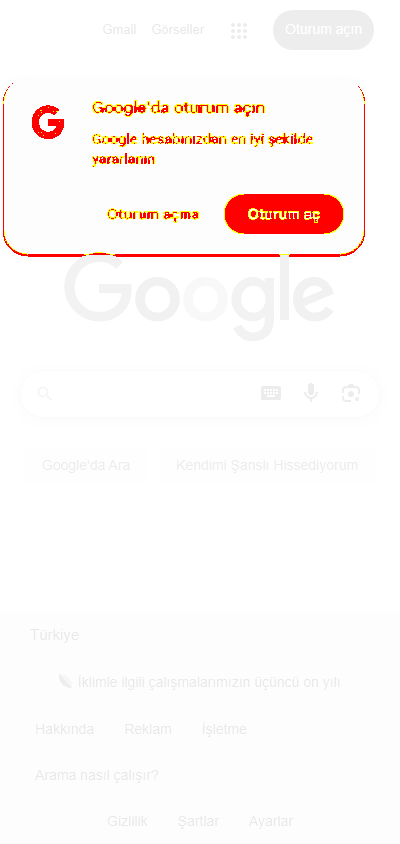 Gmail Görseller Oturum açın
Google'da oturum açın
Google hesabınızdan en iyi şekilde
yararlanın
Oturum açma Oturum aç
Google
Google'da Ara Kendimi Şanslı Hissediyorum
Türkiye
İklimle ilgili çalışmalarımızın üçüncü on yılı
Hakkında Reklam İşletme
Arama nasıl çalışır?
Gizlilik Şartlar Ayarlar